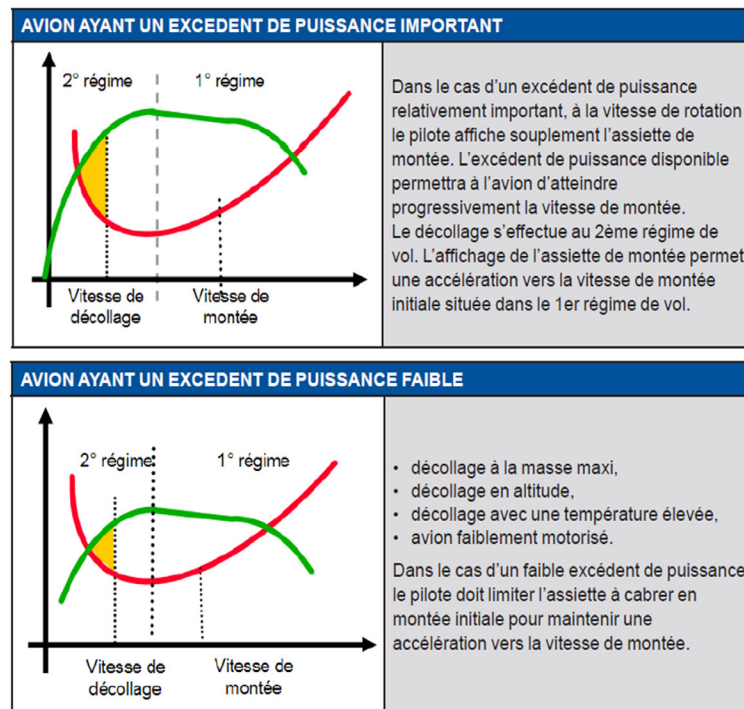 AVION AYANT UN EXCEDENT DE PUISSANCE IMPORTANT
2° régime
1° régime
Vitesse de
décollage
Vitesse de
montée
Dans le cas d'un excédent de puissance
relativement important, à la vitesse de rotation
le pilote affiche souplement l'assiette de
montée. L'excédent de puissance disponible
permettra à l'avion d'atteindre
progressivement la vitesse de montée.
Le décollage s'effectue au 2ème régime de
vol. L'affichage de l'assiette de montée permet
une accélération vers la vitesse de montée
initiale située dans le 1er régime de vol.
AVION AYANT UN EXCEDENT DE PUISSANCE FAIBLE
2° régime
1° régime
Vitesse de
décollage
Vitesse de
montée
• décollage à la masse maxi,
• décollage en altitude,
• décollage avec une température élevée,
• avion faiblement motorisé.
Dans le cas d'un faible excédent de puissance
le pilote doit limiter l'assiette à cabrer en
montée initiale pour maintenir une
accélération vers la vitesse de montée.